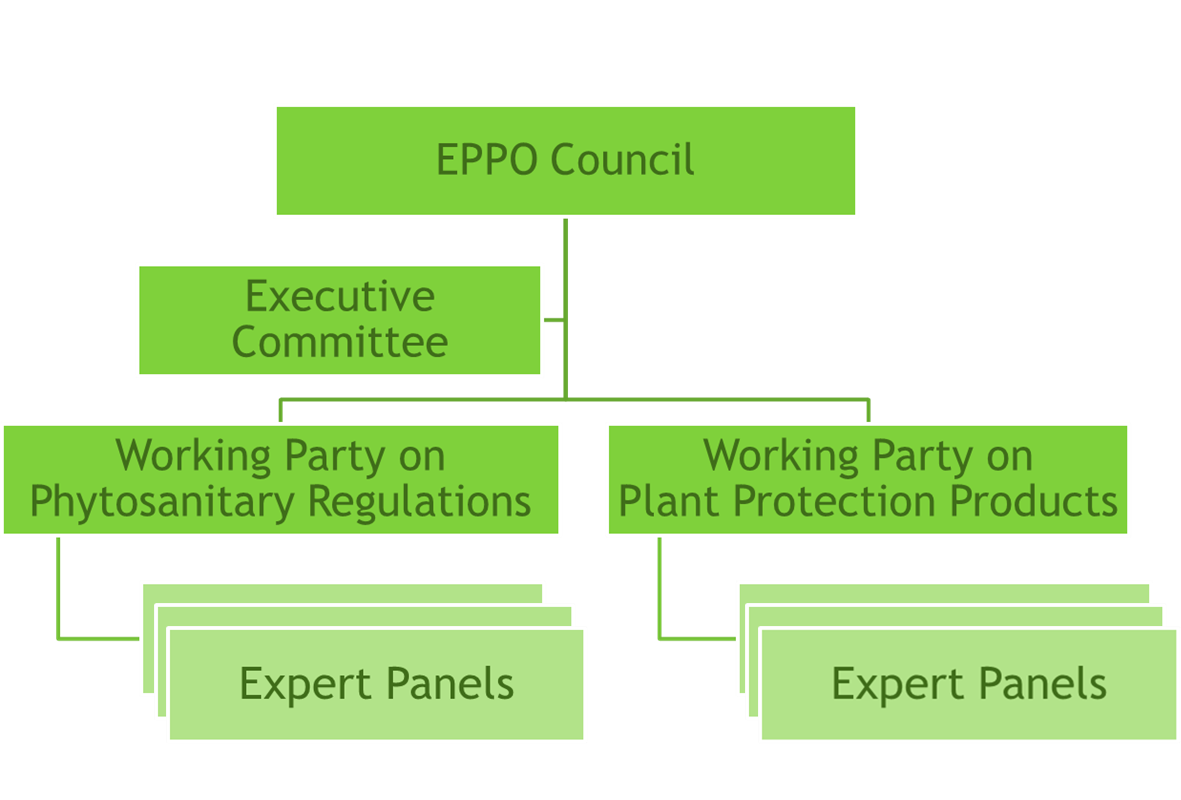 EPPO Council
Executive
Committee
Working Party on
Phytosanitary Regulations
Working Party on
Plant Protection Products
Expert Panels
Expert Panels